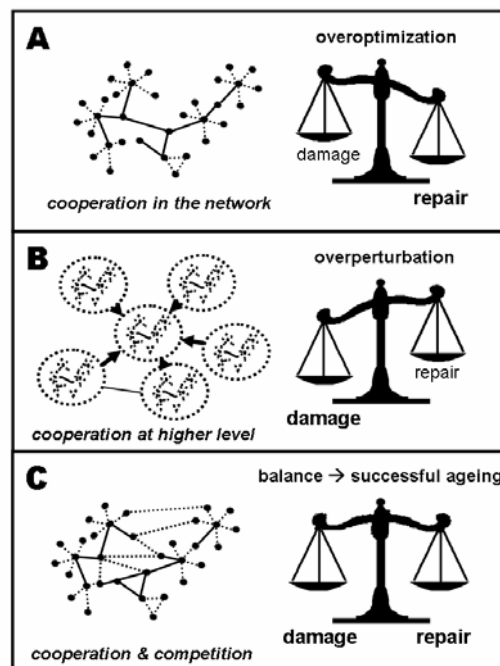 A
overoptimization
damage
repair
cooperation in the network
B
overperturbation
repair
damage
cooperation at higher level
C
balance → successful ageing
damage repair
cooperation & competition